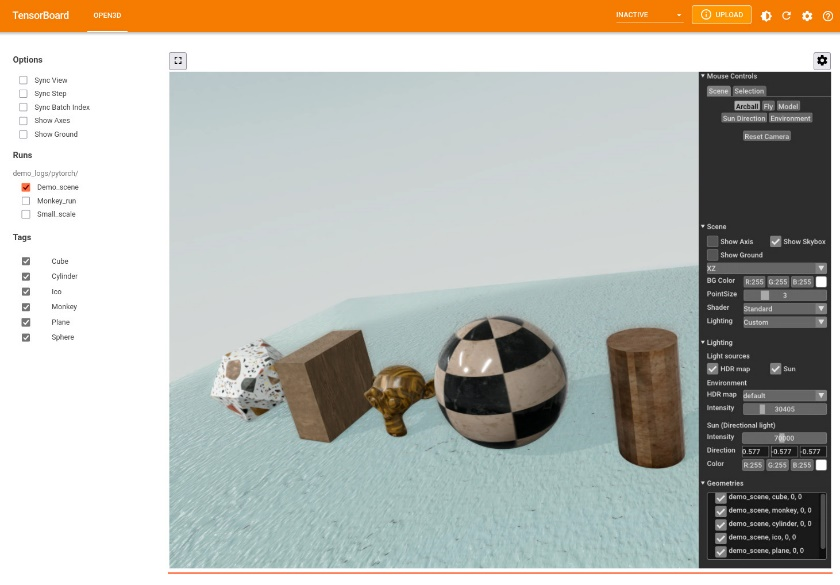 TensorBoard OPEN3D INACTIVE UPLOAD
Options
Sync View
Sync Step
Sync Batch Index
Show Axes
Show Ground
Runs
demo_logs/pytorch/
Demo_scene
Monkey_run
Small_scale
Tags
Cube
Cylinder
Ico
Monkey
Plane
Sphere
Mouse Controls
Scene Selection
Arcball Fly Model
Sun Direction Environment
Reset Camera
Scene
Show Axis Show Skybox
Show Ground
XZ
BG Color R:255 G:255 B:255
PointSize 3
Shader Standard
Lighting Custom
Lighting
Light sources
HDR map Sun
Environment
HDR map default
Intensity 30405
Sun (Directional light)
Intensity 70000
Direction 0.577 -0.577 -0.577
Color R:255 G:255 B:255
Geometries
demo_scene, cube, 0, 0
demo_scene, monkey, 0, 0
demo_scene, cylinder, 0, 0
demo_scene, ico, 0, 0
demo_scene, plane, 0, 0